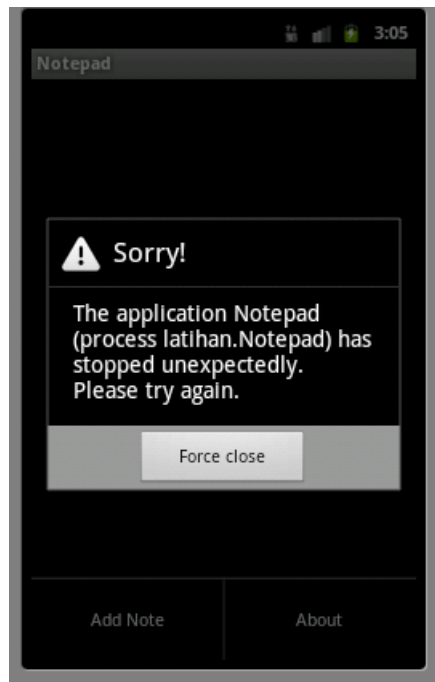 3:05
Notepad
Sorry!
The application Notepad
(process latihan.Notepad) has
stopped unexpectedly.
Please try again.
Force close
Add Note About